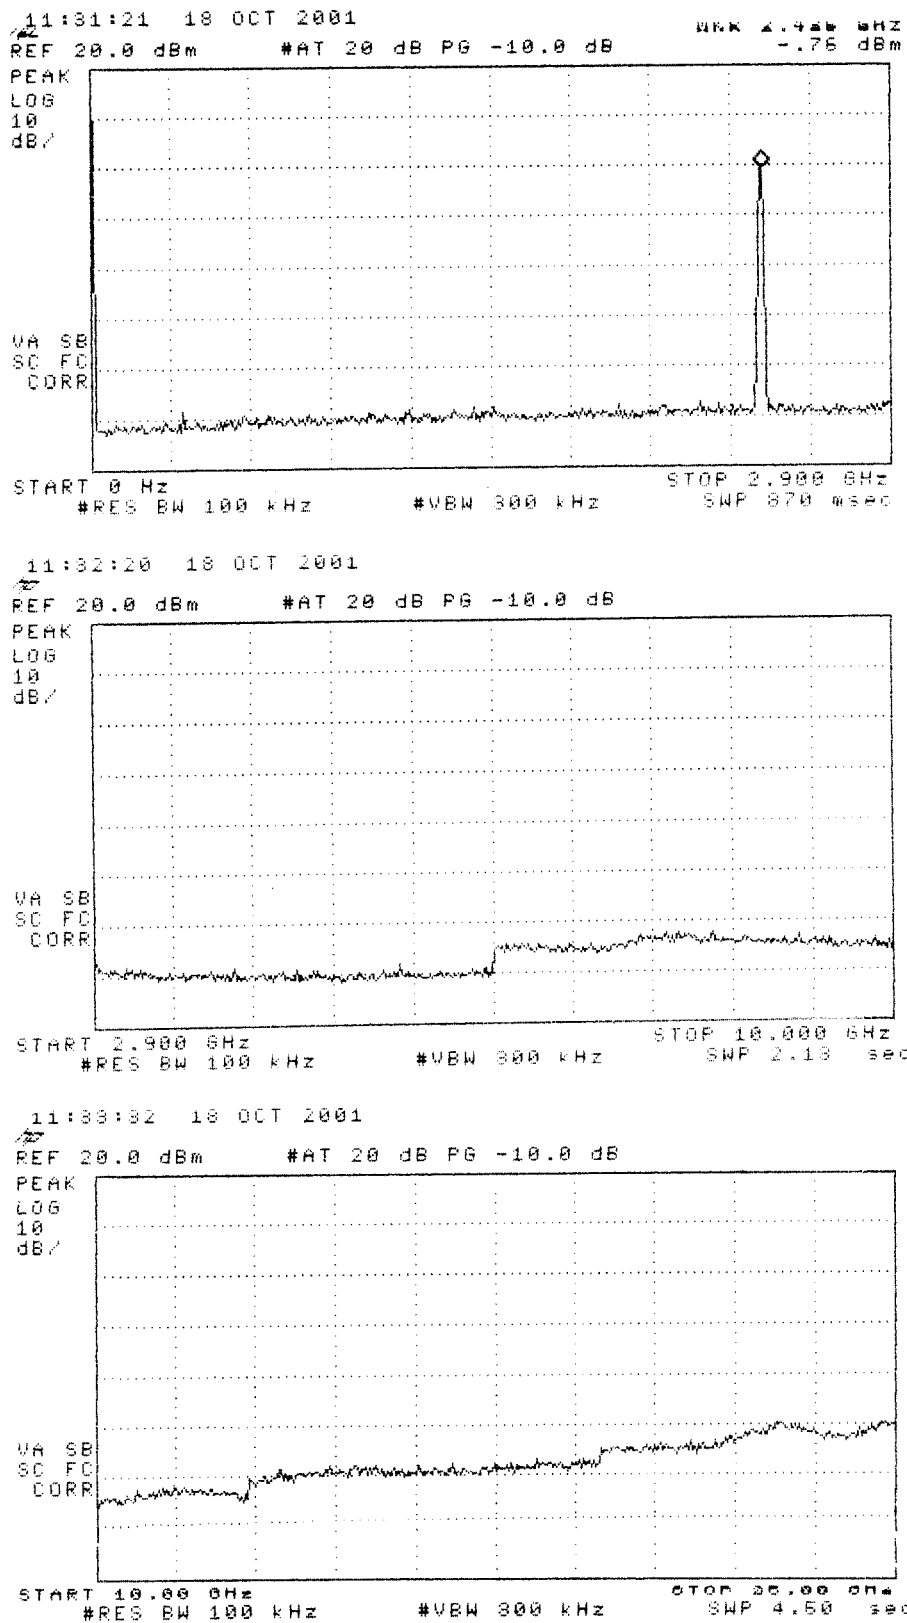 11:31:21 18 OCT 2001
REF 20.0 dBm #AT 20 dB PG -10.0 dB
-.76 dBm
PEAK
LOG
10
dB/
VA SB
SC FC
CORR
START 0 Hz STOP 2.900 GHz
#RES BW 100 kHz #VBW 300 kHz SWP 870 msec
11:32:20 18 OCT 2001
REF 20.0 dBm #AT 20 dB PG -10.0 dB
PEAK
LOG
10
dB/
VA SB
SC FC
CORR
START 2.900 GHz STOP 10.000 GHz
#RES BW 100 kHz #VBW 300 kHz SWP 2.13 sec
11:33:32 18 OCT 2001
REF 20.0 dBm #AT 20 dB PG -10.0 dB
PEAK
LOG
10
dB/
VA SB
SC FC
CORR
START 10.00 GHz STOP
#RES BW 100 kHz #VBW 300 kHz SWP 4.50 sec